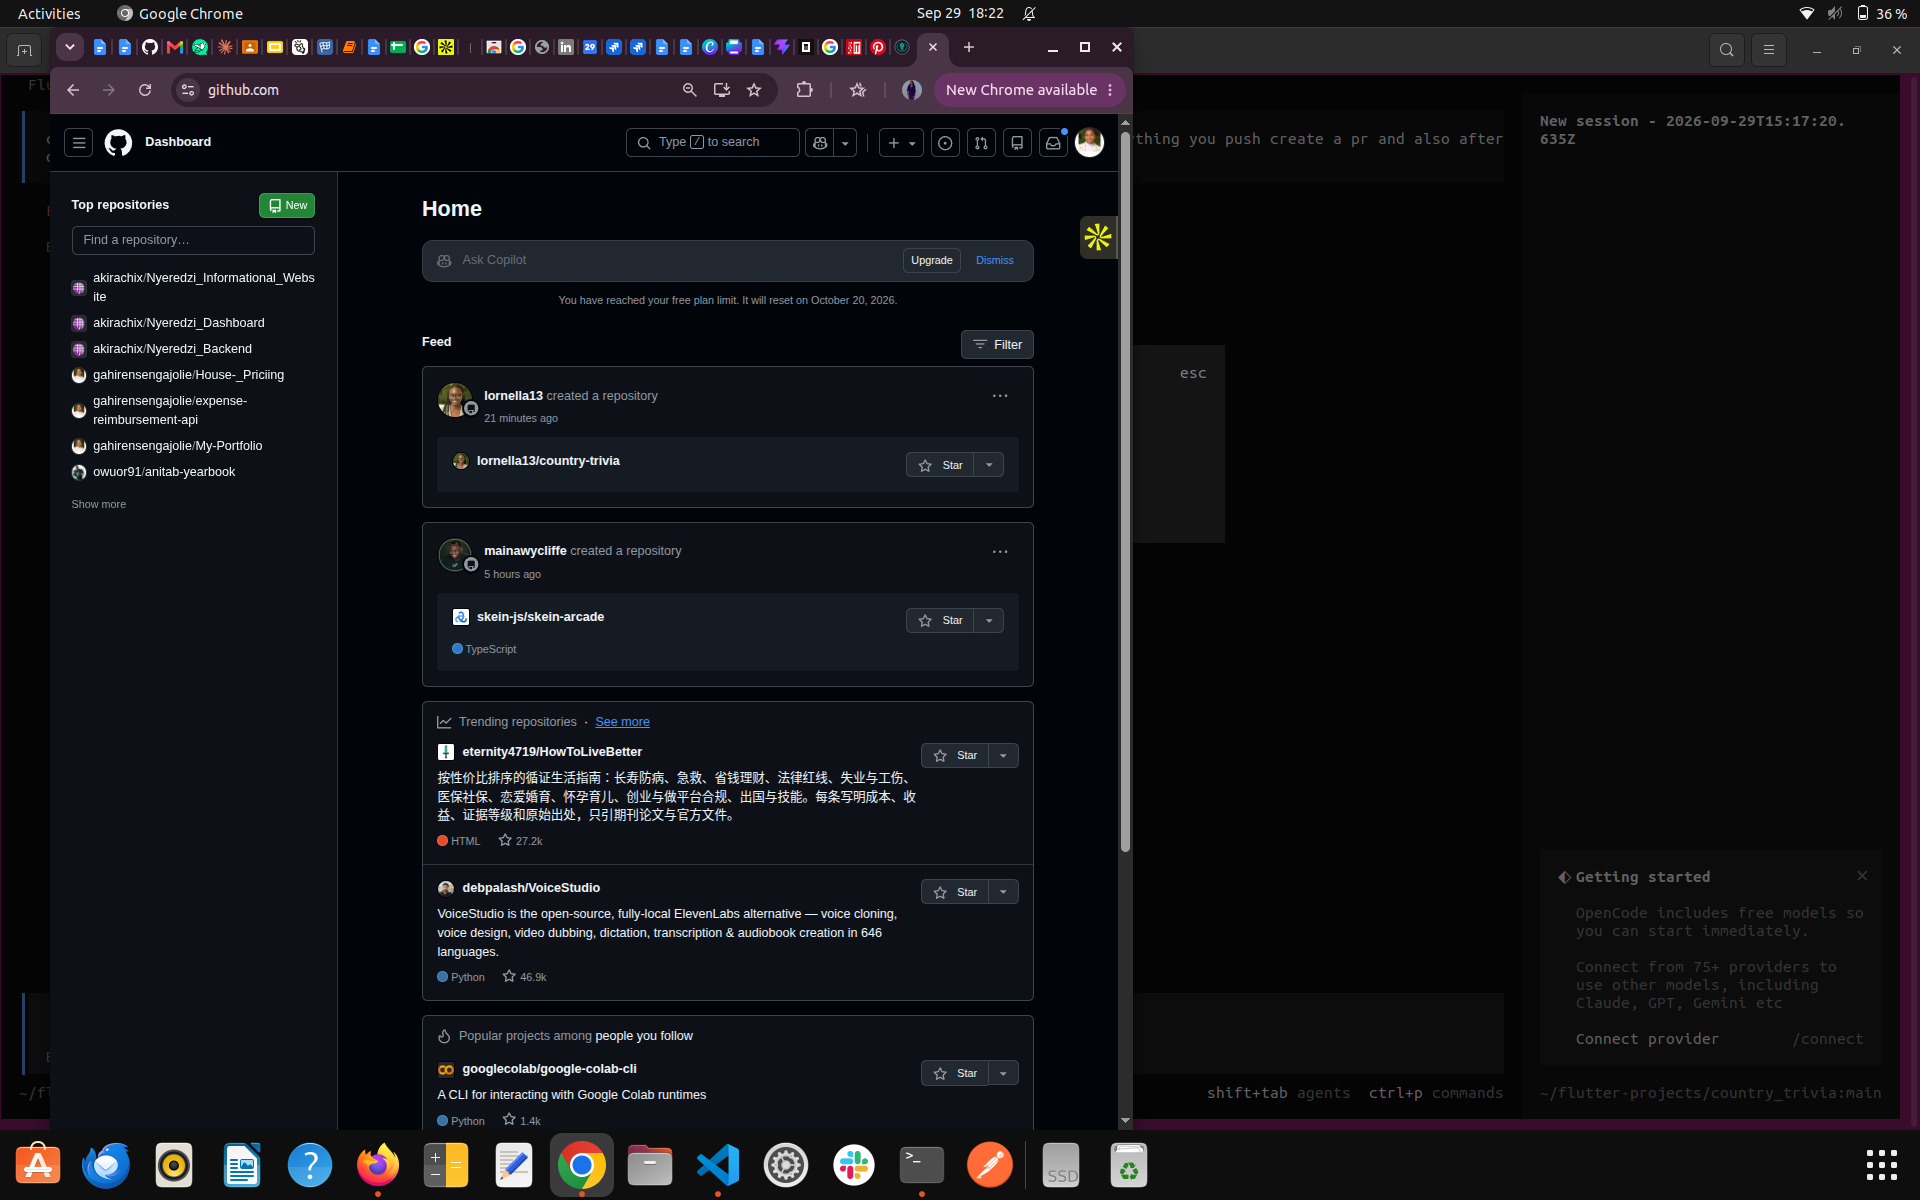 Activities
Google Chrome
Sep 29 18:22
36 %
29
github.com
New Chrome available
Dashboard
Type / to search
Top repositories
New
Find a repository…
akirachix/Nyeredzi_Informational_Webs
ite
akirachix/Nyeredzi_Dashboard
akirachix/Nyeredzi_Backend
gahirensengajolie/House-_Priciing
gahirensengajolie/expense-
reimbursement-api
gahirensengajolie/My-Portfolio
owuor91/anitab-yearbook
Show more
Home
Ask Copilot
Upgrade
Dismiss
You have reached your free plan limit. It will reset on October 20, 2026.
Feed
Filter
lornella13 created a repository
21 minutes ago
lornella13/country-trivia
Star
mainawycliffe created a repository
5 hours ago
skein-js/skein-arcade
Star
TypeScript
Trending repositories · See more
eternity4719/HowToLiveBetter
Star
按性价比排序的循证生活指南：长寿防病、急救、省钱理财、法律红线、失业与工伤、
医保社保、恋爱婚育、怀孕育儿、创业与做平台合规、出国与技能。每条写明成本、收
益、证据等级和原始出处，只引期刊论文与官方文件。
HTML
27.2k
debpalash/VoiceStudio
Star
VoiceStudio is the open-source, fully-local ElevenLabs alternative — voice cloning,
voice design, video dubbing, dictation, transcription & audiobook creation in 646
languages.
Python
46.9k
Popular projects among people you follow
googlecolab/google-colab-cli
Star
A CLI for interacting with Google Colab runtimes
Python
1.4k
Flu
thing you push create a pr and also after
esc
New session - 2026-09-29T15:17:20.
635Z
Getting started
OpenCode includes free models so
you can start immediately.
Connect from 75+ providers to
use other models, including
Claude, GPT, Gemini etc
Connect provider /connect
~/fl
shift+tab agents ctrl+p commands
~/flutter-projects/country_trivia:main
SSD